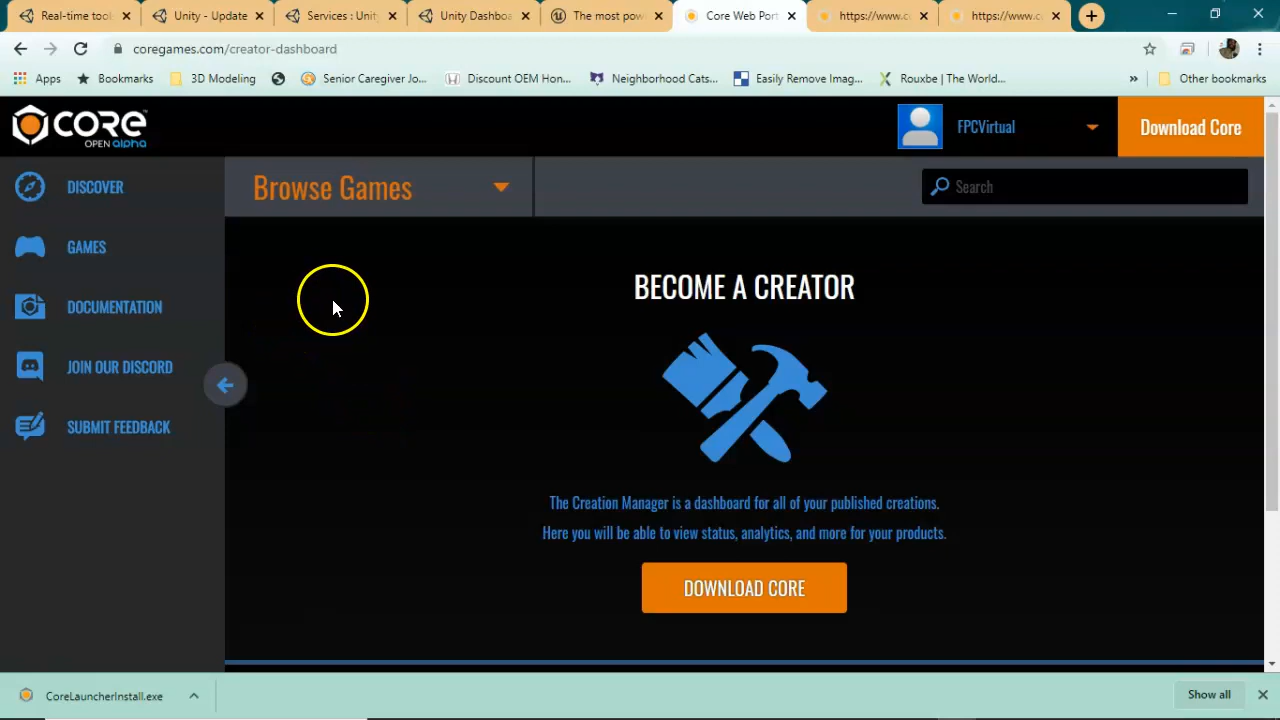 Real-time tools
Unity - Update
Services : Unity
Unity Dashboa
The most pow
Core Web Port
https://www.c
https://www.c
coregames.com/creator-dashboard
Apps
Bookmarks
3D Modeling
Senior Caregiver Jo...
Discount OEM Hon...
Neighborhood Cats...
Easily Remove Imag...
Rouxbe | The World...
»
Other bookmarks
CORE
OPEN alpha
FPCVirtual
Download Core
DISCOVER
Browse Games
Search
GAMES
DOCUMENTATION
JOIN OUR DISCORD
SUBMIT FEEDBACK
BECOME A CREATOR
The Creation Manager is a dashboard for all of your published creations.
Here you will be able to view status, analytics, and more for your products.
DOWNLOAD CORE
CoreLauncherInstall.exe
Show all